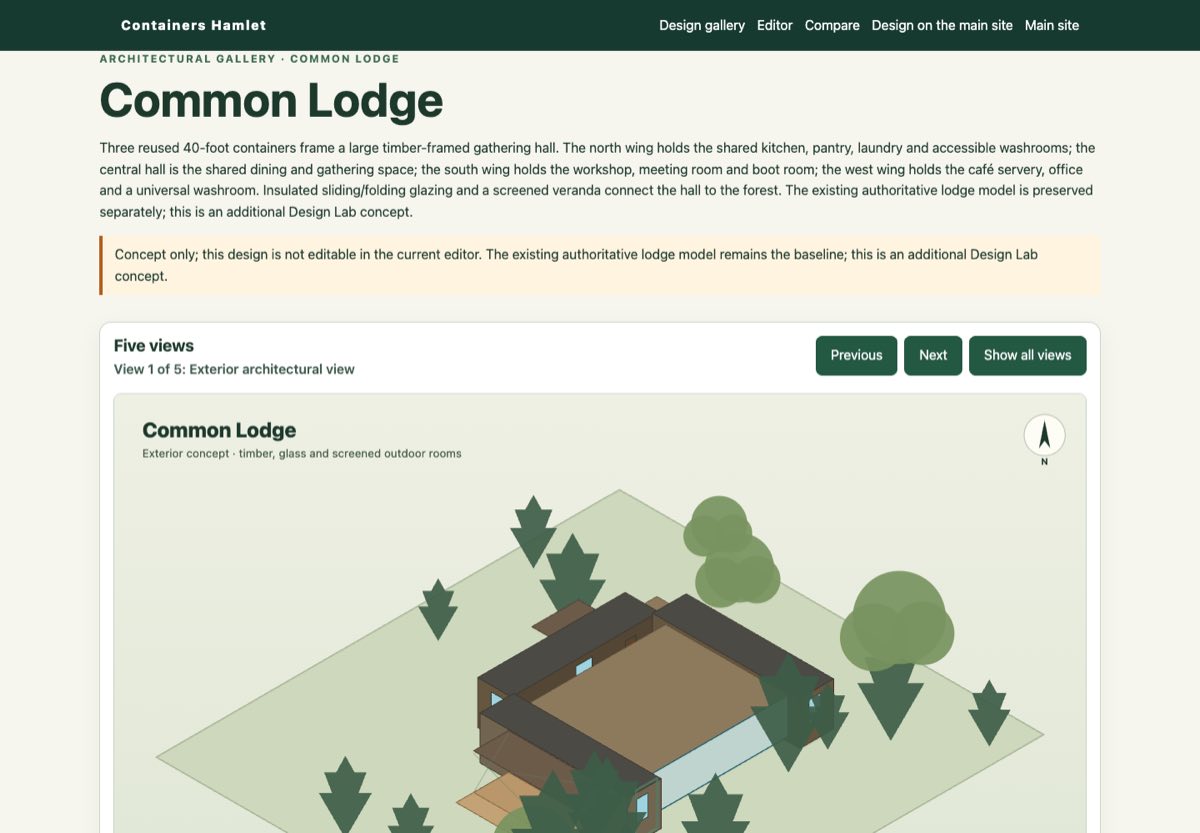 Containers Hamlet
Design gallery Editor Compare Design on the main site Main site
ARCHITECTURAL GALLERY · COMMON LODGE
Common Lodge
Three reused 40-foot containers frame a large timber-framed gathering hall. The north wing holds the shared kitchen, pantry, laundry and accessible washrooms; the
central hall is the shared dining and gathering space; the south wing holds the workshop, meeting room and boot room; the west wing holds the café servery, office
and a universal washroom. Insulated sliding/folding glazing and a screened veranda connect the hall to the forest. The existing authoritative lodge model is preserved
separately; this is an additional Design Lab concept.
Concept only; this design is not editable in the current editor. The existing authoritative lodge model remains the baseline; this is an additional Design Lab
concept.
Five views
View 1 of 5: Exterior architectural view
Previous Next Show all views
Common Lodge
Exterior concept · timber, glass and screened outdoor rooms
N